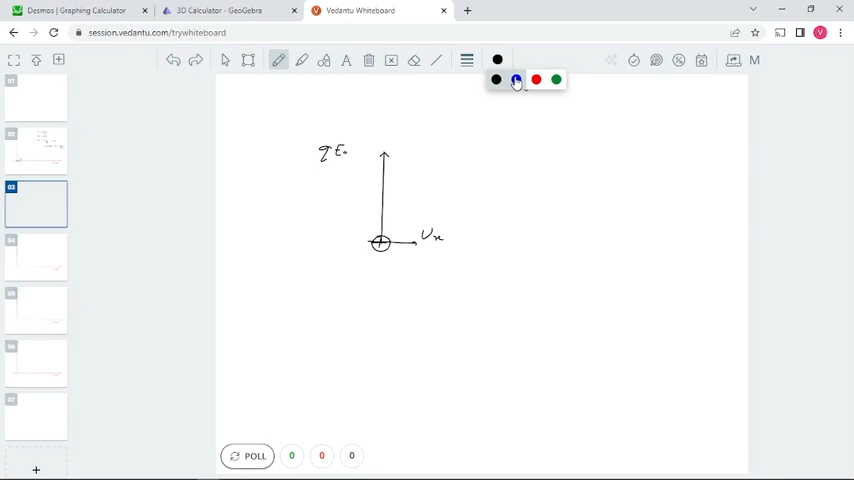 Desmos | Graphing Calculator
3D Calculator - GeoGebra
Vedantu Whiteboard
session.vedantu.com/trywhiteboard
V
A
M
01
02
03
04
05
06
07
qE₀
+
Vx
POLL
0
0
0
+